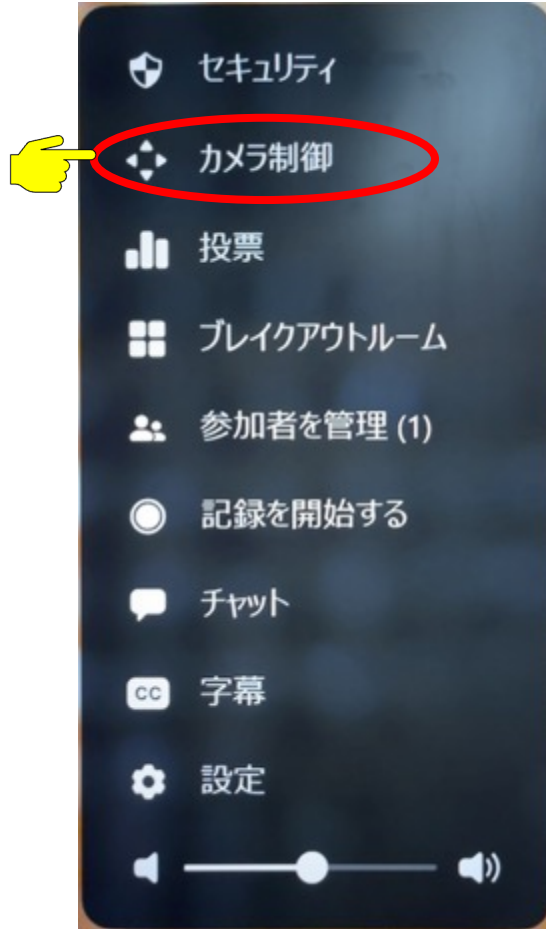 セキュリティ
カメラ制御
投票
ブレイクアウトルーム
参加者を管理 (1)
記録を開始する
チャット
CC 字幕
設定